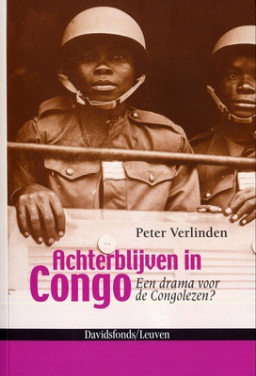 Peter Verlinden
Achterblijven in
Congo
Een drama voor
de Congolezen?
Davidsfonds/Leuven